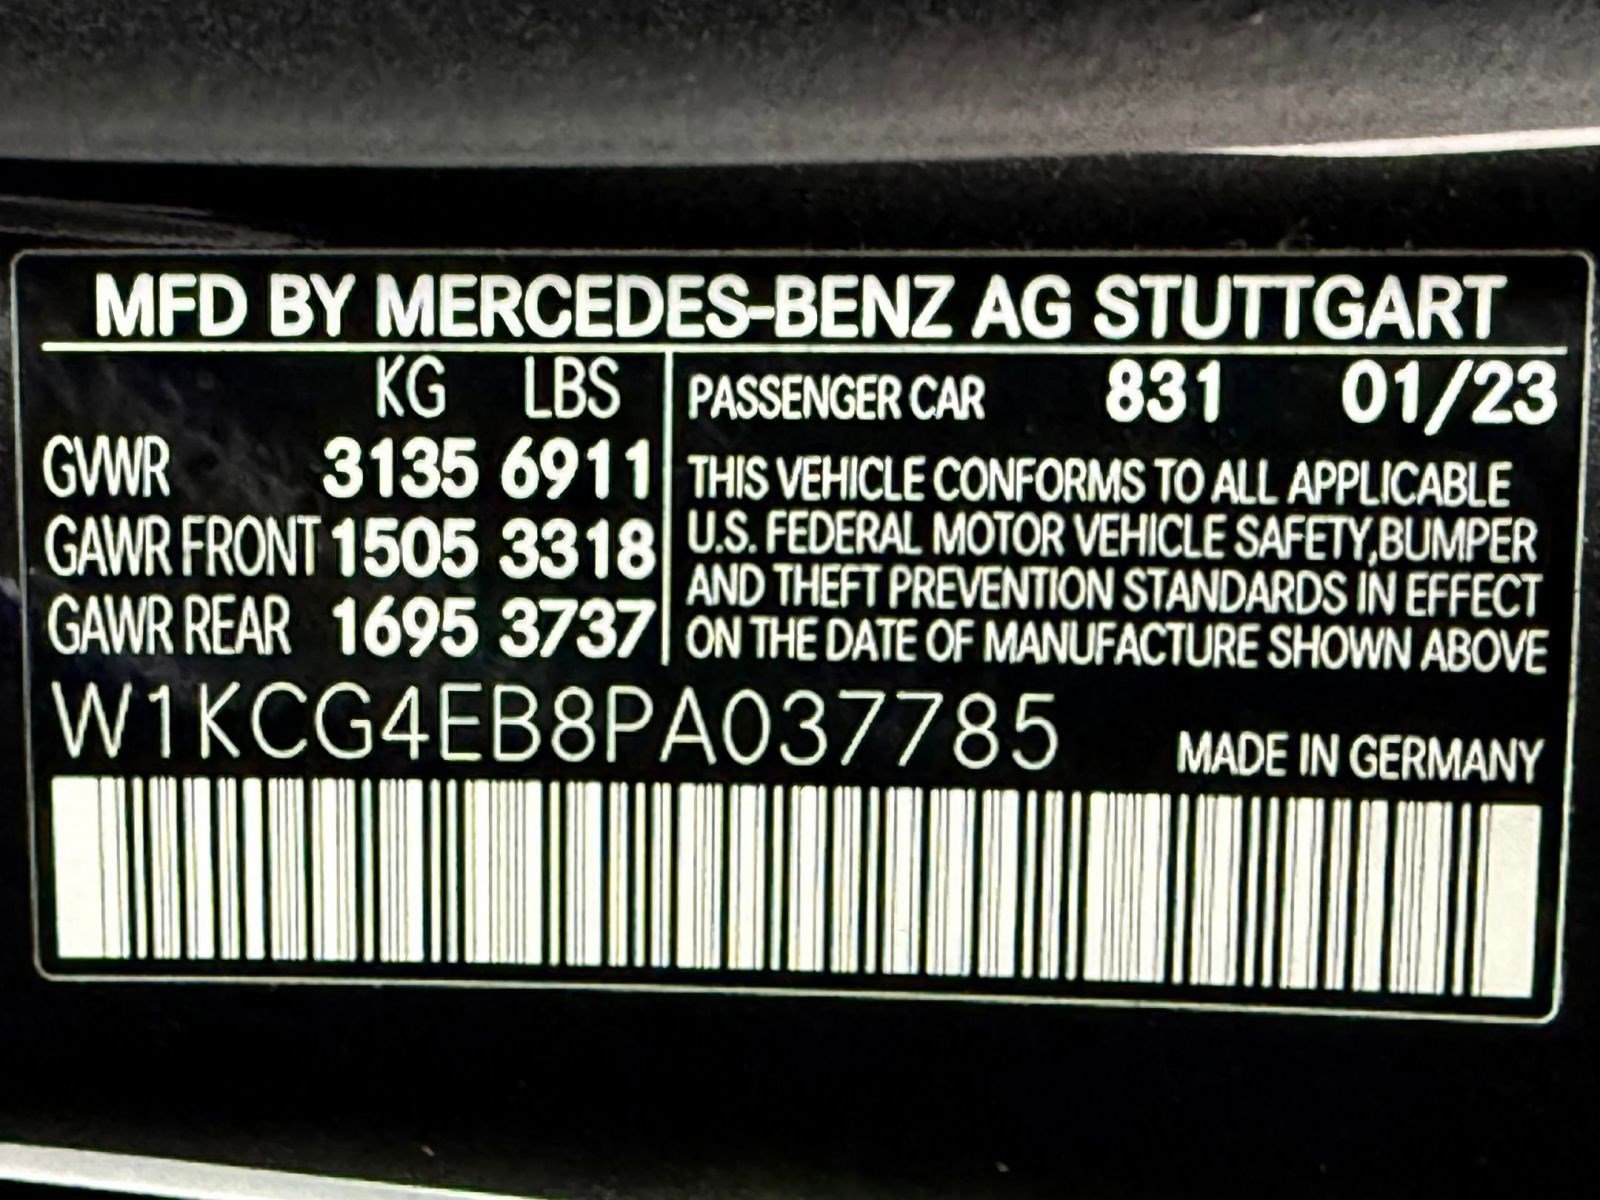 MFD BY MERCEDES-BENZ AG STUTTGART
KG LBS
GVWR 3135 6911
GAWR FRONT 1505 3318
GAWR REAR 1695 3737
PASSENGER CAR 831 01/23
THIS VEHICLE CONFORMS TO ALL APPLICABLE
U.S. FEDERAL MOTOR VEHICLE SAFETY,BUMPER
AND THEFT PREVENTION STANDARDS IN EFFECT
ON THE DATE OF MANUFACTURE SHOWN ABOVE
W1KCG4EB8PA037785
MADE IN GERMANY